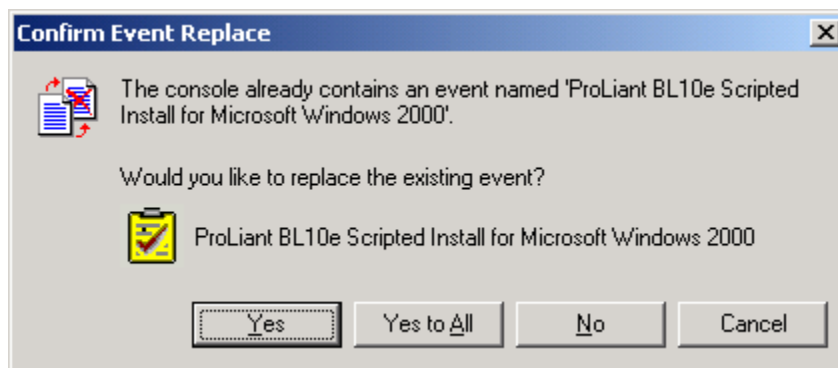 Confirm Event Replace
The console already contains an event named 'ProLiant BL10e Scripted
Install for Microsoft Windows 2000'.
Would you like to replace the existing event?
ProLiant BL10e Scripted Install for Microsoft Windows 2000
Yes Yes to All No Cancel